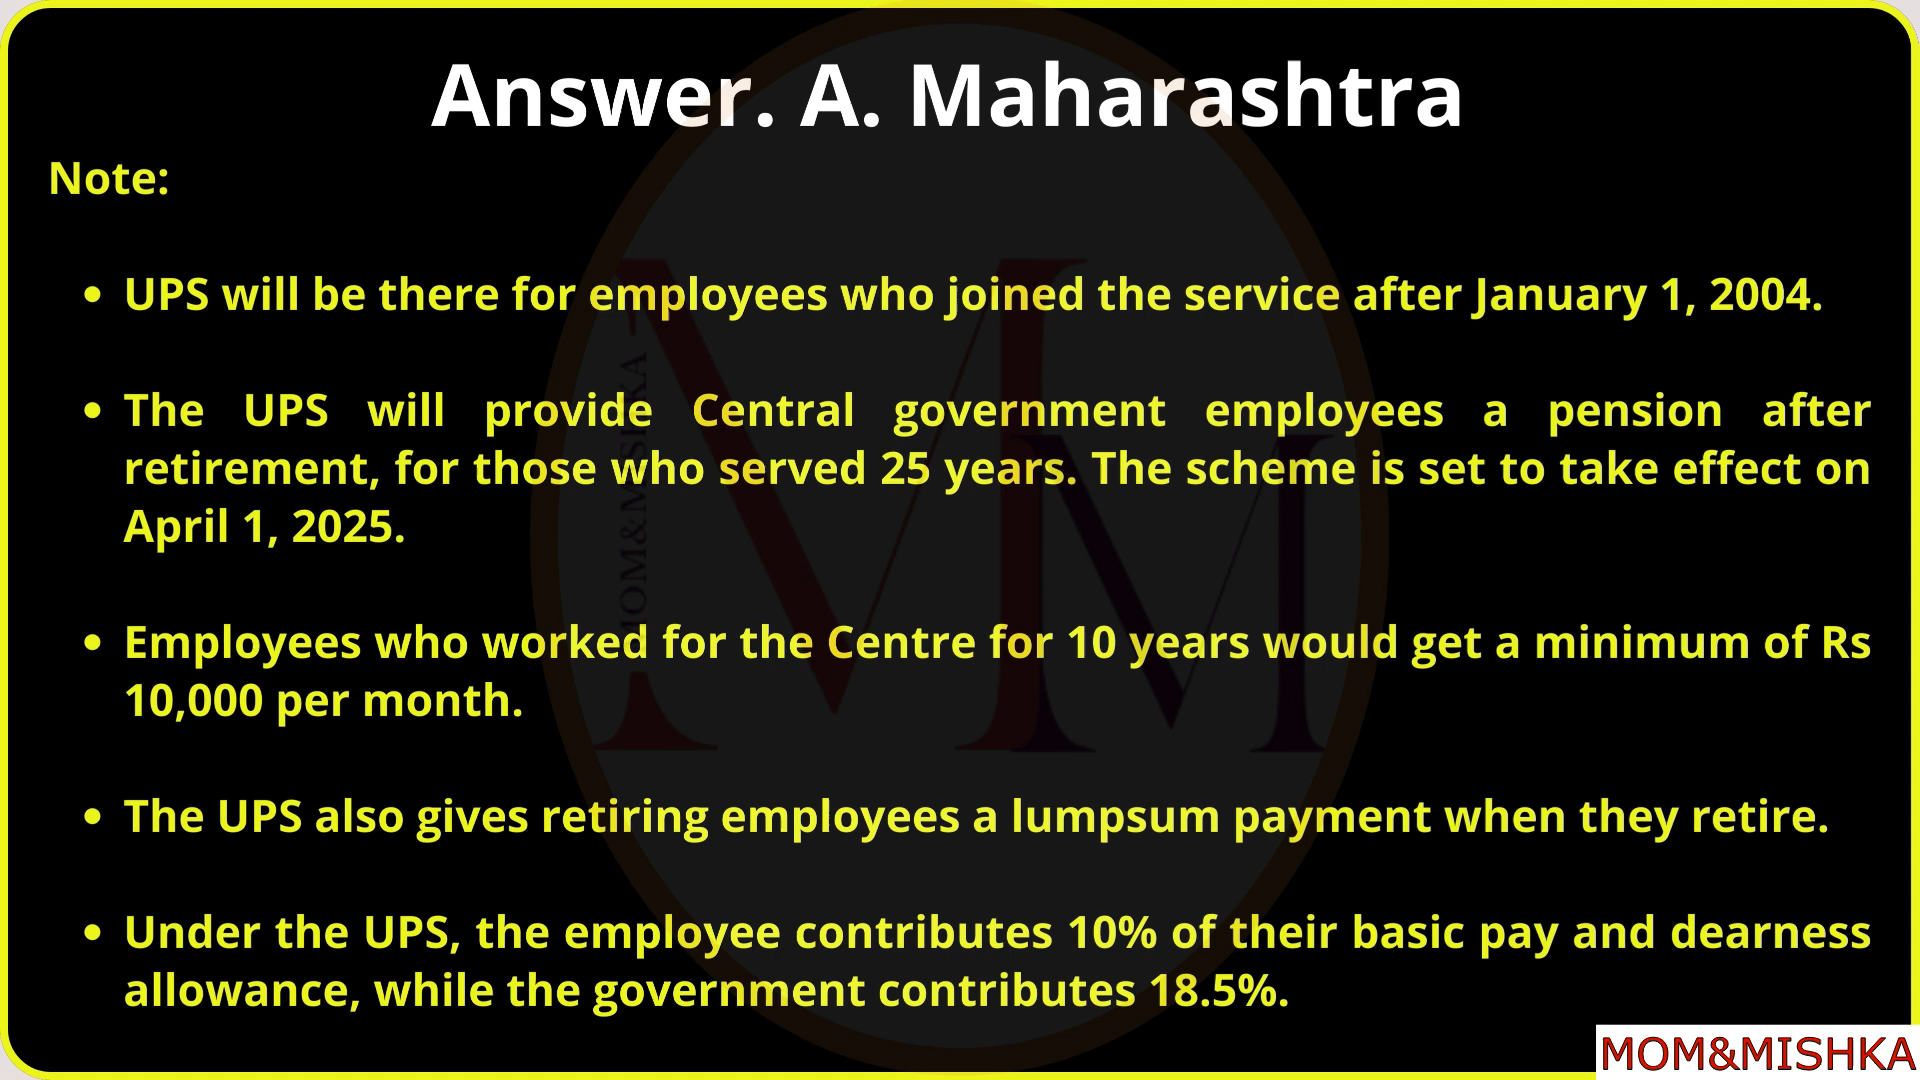 Answer. A. Maharashtra
Note:
• UPS will be there for employees who joined the service after January 1, 2004.
• The UPS will provide Central government employees a pension after
retirement, for those who served 25 years. The scheme is set to take effect on
April 1, 2025.
• Employees who worked for the Centre for 10 years would get a minimum of Rs
10,000 per month.
• The UPS also gives retiring employees a lumpsum payment when they retire.
• Under the UPS, the employee contributes 10% of their basic pay and dearness
allowance, while the government contributes 18.5%.
MOM&MISHKA
MOM&MISHKA